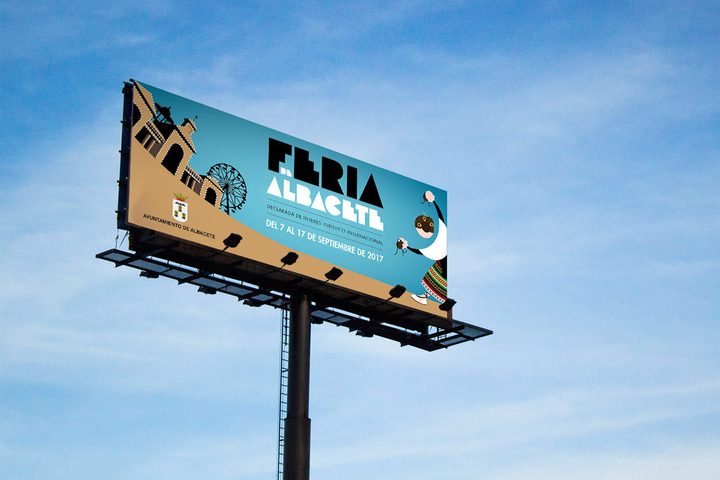 FERIA
DE
ALBACETE
DECLARADA DE INTERÉS TURÍSTICO INTERNACIONAL
DEL 7 AL 17 DE SEPTIEMBRE DE 2017
AYUNTAMIENTO DE ALBACETE